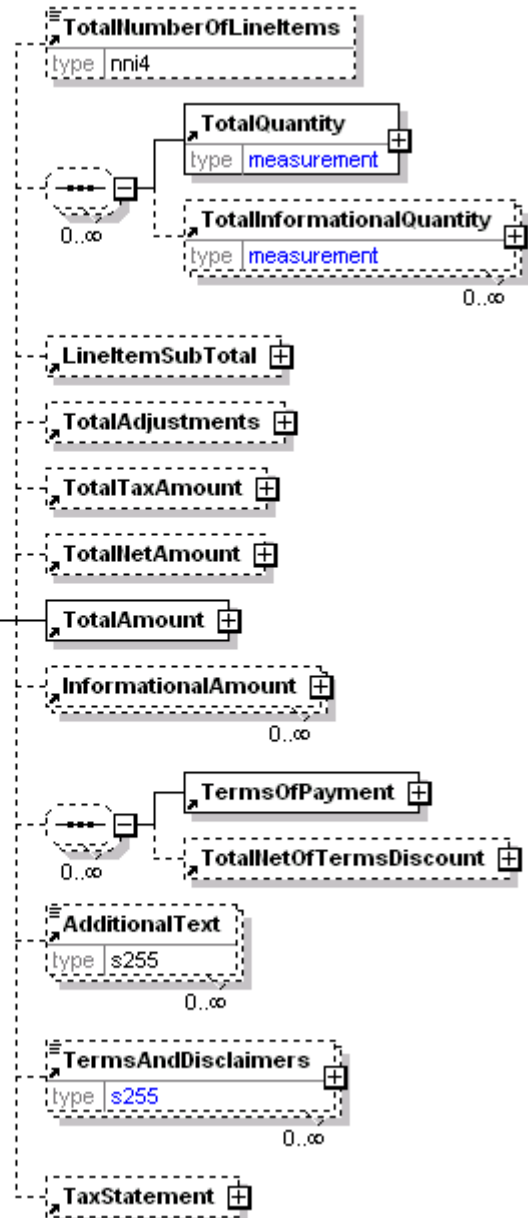 TotalNumberOfLineItems
type nni4
TotalQuantity
type measurement
0..∞
TotalInformationalQuantity
type measurement
0..∞
LineItemSubTotal
TotalAdjustments
TotalTaxAmount
TotalNetAmount
TotalAmount
InformationalAmount
0..∞
TermsOfPayment
0..∞
TotalNetOfTermsDiscount
AdditionalText
type s255
0..∞
TermsAndDisclaimers
type s255
0..∞
TaxStatement